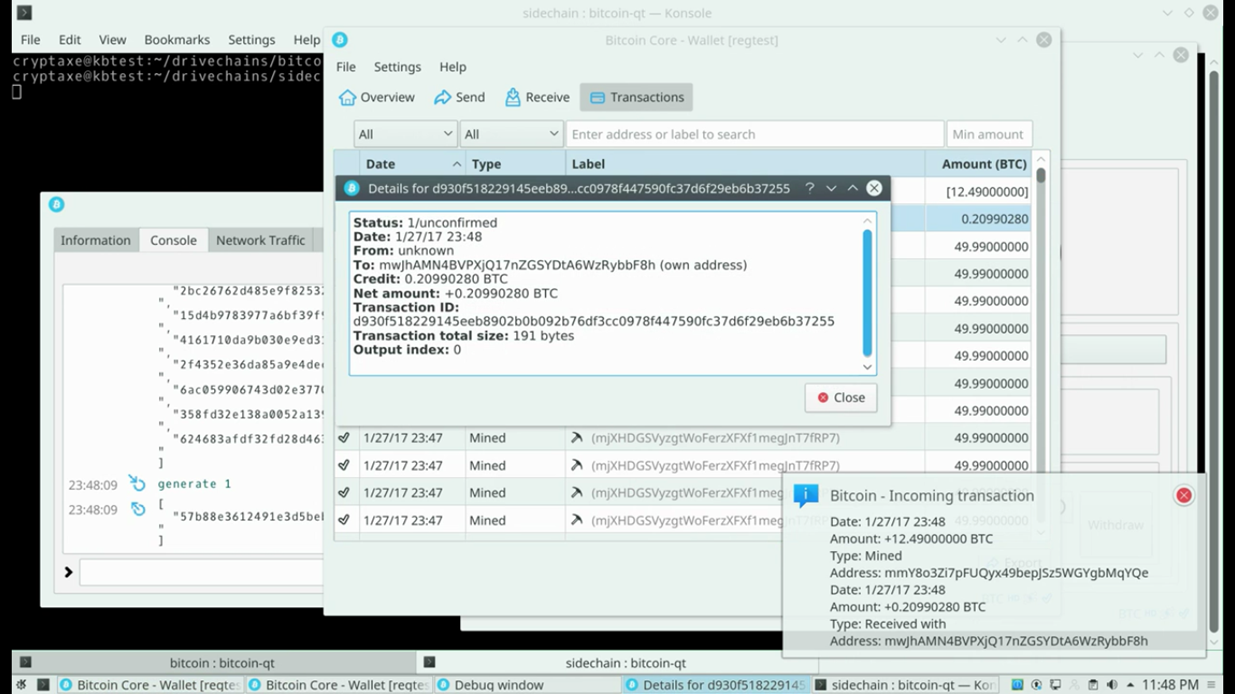 sidechain : bitcoin-qt — Konsole
File Edit View Bookmarks Settings Help
cryptaxe@kbtest:~/drivechains/bitco
cryptaxe@kbtest:~/drivechains/sidec
Bitcoin Core - Wallet [regtest]
File Settings Help
Overview Send Receive Transactions
All All Enter address or label to search Min amount
Date Type Label Amount (BTC)
[12.49000000]
0.20990280
49.99000000
49.99000000
49.99000000
49.99000000
49.99000000
49.99000000
49.99000000
1/27/17 23:47 Mined (mjXHDGSVyzgtWoFerzXFXf1megJnT7fRP7) 49.99000000
1/27/17 23:47 Mined (mjXHDGSVyzgtWoFerzXFXf1megJnT7fRP7) 49.99000000
1/27/17 23:47 Mined (mjXHDGSVyzgtWoFerzXFXf1meg 49.99000000
1/27/17 23:47 Mined (mjXHDGSVyzgtWoFerzXFXf1meg 49.99000000
Export
Withdraw
Details for d930f518229145eeb89...cc0978f447590fc37d6f29eb6b37255
Status: 1/unconfirmed
Date: 1/27/17 23:48
From: unknown
To: mwJhAMN4BVPXjQ17nZGSYDtA6WzRybbF8h (own address)
Credit: 0.20990280 BTC
Net amount: +0.20990280 BTC
Transaction ID:
d930f518229145eeb8902b0b092b76df3cc0978f447590fc37d6f29eb6b37255
Transaction total size: 191 bytes
Output index: 0
Close
Information Console Network Traffic
"2bc26762d485e9f8253
",
"15d4b9783977a6bf39f
",
"4161710da9b030e9ed3
",
"2f4352e36da85a9e4de
",
"6ac059906743d02e377
",
"358fd32e138a0052a13
",
"624683afdf32fd28d46
"
]
23:48:09 generate 1
23:48:09 [
"57b88e3612491e3d5be
"
]
Bitcoin - Incoming transaction
Date: 1/27/17 23:48
Amount: +12.49000000 BTC
Type: Mined
Address: mmY8o3Zi7pFUQyx49bepJSz5WGYgbMqYQe
Date: 1/27/17 23:48
Amount: +0.20990280 BTC
Type: Received with
Address: mwJhAMN4BVPXjQ17nZGSYDtA6WzRybbF8h
bitcoin : bitcoin-qt sidechain : bitcoin-qt
Bitcoin Core - Wallet [regtes Bitcoin Core - Wallet [regtes Debug window Details for d930f518229145 sidechain : bitcoin-qt — Kon 11:48 PM